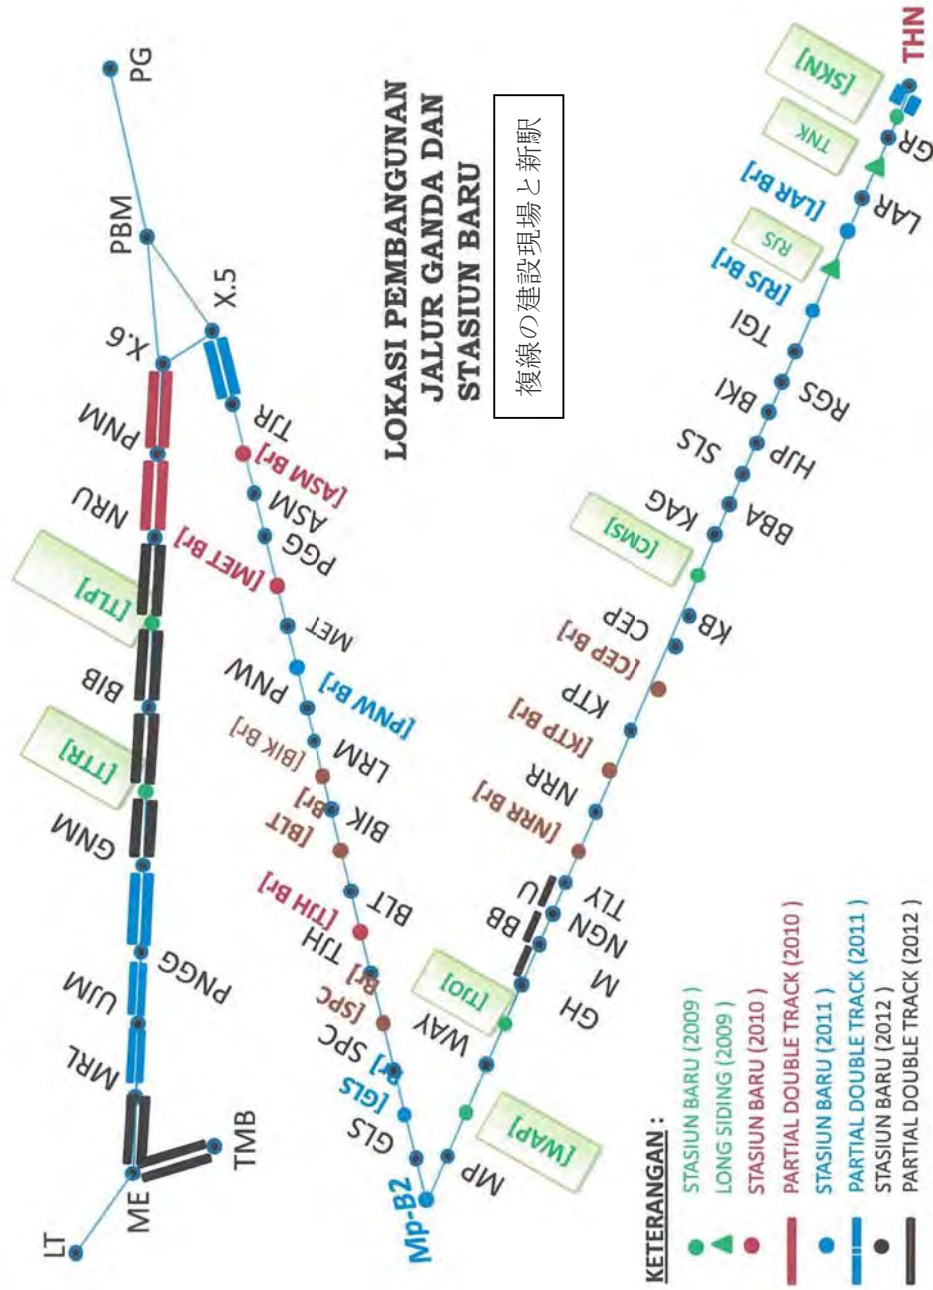 LOKASI PEMBANGUNAN
JALUR GANDA DAN
STASIUN BARU
複線の建設現場と新駅
LT
ME
TMB
MRL
UJM
PNGG
GNM
[TTR]
BIB
[TLP]
NRU
PNM
X.6
PBM
PG
X.5
TJR
[ASM Br]
ASM
PGG
[MET Br]
MET
[PNW Br]
PNW
LRM
[BIK Br]
BIK
[BLT
Br]
BLT
[TJH Br]
TJH
[SPC
Br]
SPC
[GLS
Br]
GLS
Mp-B2
MP
[WAP]
WAY
[TJO]
GH
M
BB
NGN
U
TLY
[NRR Br]
NRR
[KTP Br]
KTP
[CEP Br]
CEP
KB
[CMS]
KAG
BBA
SLS
HJP
BKI
RGS
TGI
[RJS Br]
RJS
[LAR Br]
LAR
TNK
GR
[SKN]
THN
KETERANGAN :
STASIUN BARU (2009 )
LONG SIDING (2009 )
STASIUN BARU (2010 )
PARTIAL DOUBLE TRACK (2010 )
STASIUN BARU (2011 )
PARTIAL DOUBLE TRACK (2011 )
STASIUN BARU (2012 )
PARTIAL DOUBLE TRACK (2012 )